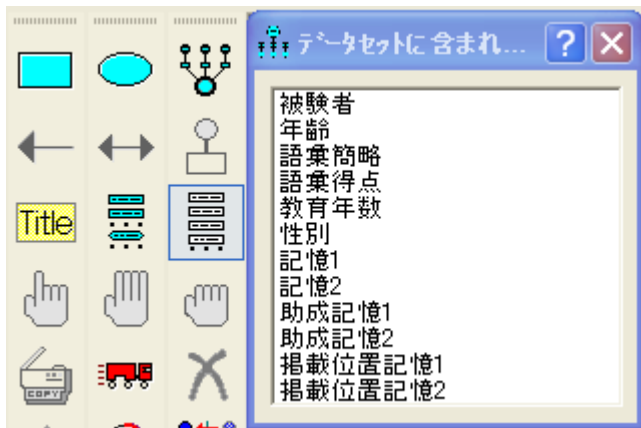 データセットに含まれ...
Title
被験者
年齢
語彙簡略
語彙得点
教育年数
性別
記憶1
記憶2
助成記憶1
助成記憶2
掲載位置記憶1
掲載位置記憶2
COPY